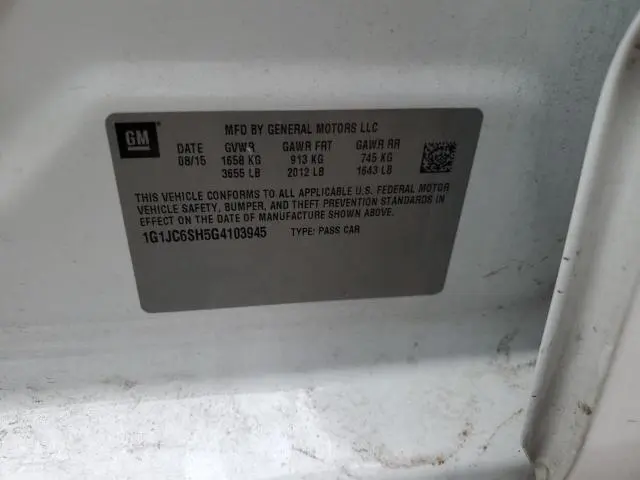 GM
MFD BY GENERAL MOTORS LLC
DATE GVWR GAWR FRT GAWR RR
08/15 1658 KG 913 KG 745 KG
3655 LB 2012 LB 1643 LB
THIS VEHICLE CONFORMS TO ALL APPLICABLE U.S. FEDERAL MOTOR
VEHICLE SAFETY, BUMPER, AND THEFT PREVENTION STANDARDS IN
EFFECT ON THE DATE OF MANUFACTURE SHOWN ABOVE.
1G1JC6SH5G4103945 TYPE: PASS CAR